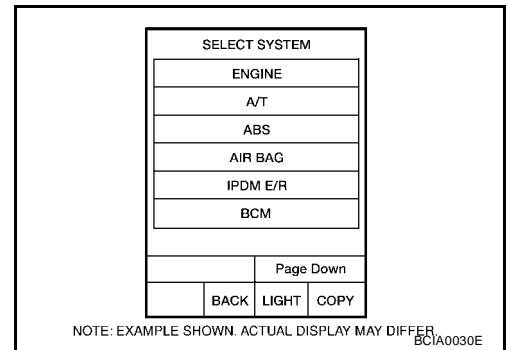 SELECT SYSTEM
ENGINE
A/T
ABS
AIR BAG
IPDM E/R
BCM
Page Down
BACK LIGHT COPY
NOTE: EXAMPLE SHOWN. ACTUAL DISPLAY MAY DIFFER.
BCIA0030E